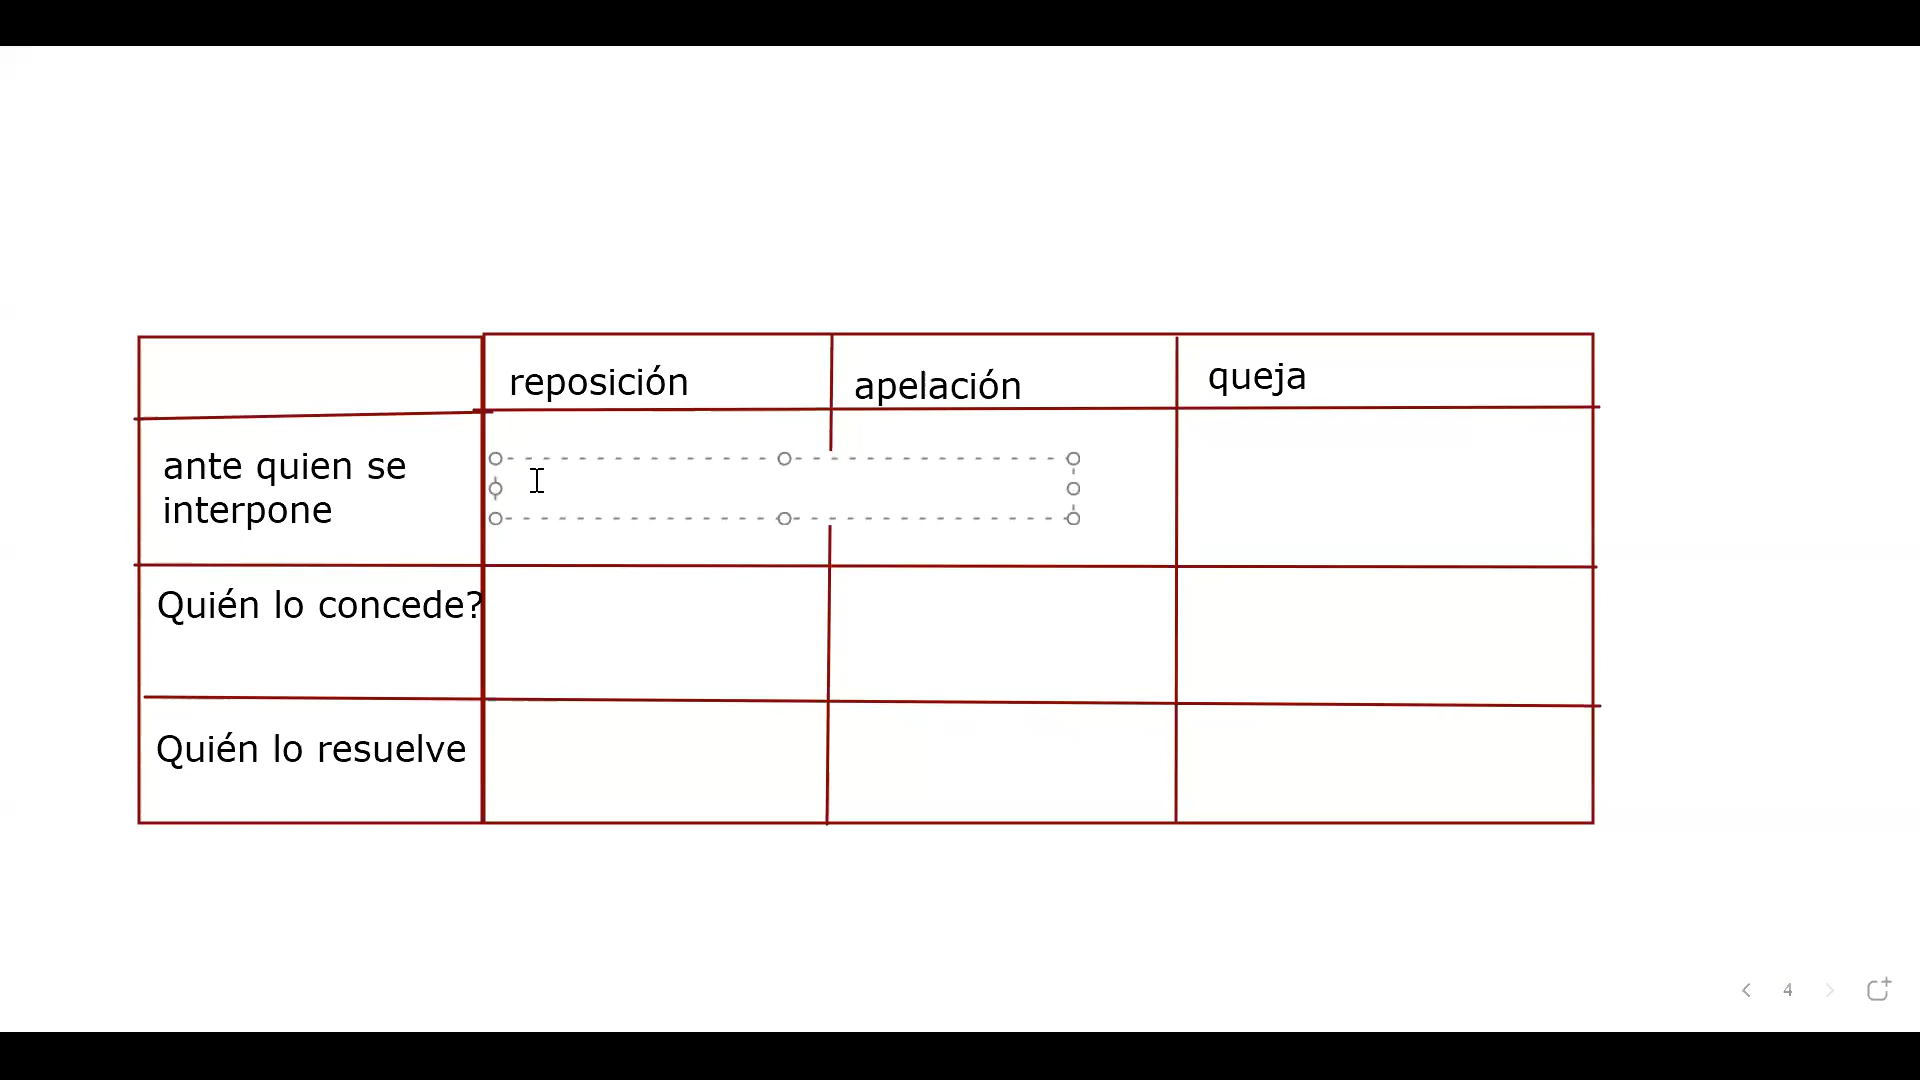 reposición
apelación
queja
ante quien se
interpone
Quién lo concede?
Quién lo resuelve
4